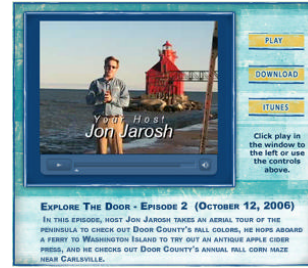 Your Host
Jon Jarosh
PLAY
DOWNLOAD
ITUNES
Click play in
the window to
the left or use
the controls
above.
EXPLORE THE DOOR - EPISODE 2 (OCTOBER 12, 2006)
IN THIS EPISODE, HOST JON JAROSH TAKES AN AERIAL TOUR OF THE
PENINSULA TO CHECK OUT DOOR COUNTY'S FALL COLORS, HE HOPS ABOARD
A FERRY TO WASHINGTON ISLAND TO TRY OUT AN ANTIQUE APPLE CIDER
PRESS, AND HE CHECKS OUT DOOR COUNTY'S ANNUAL FALL CORN MAZE
NEAR CARLSVILLE.